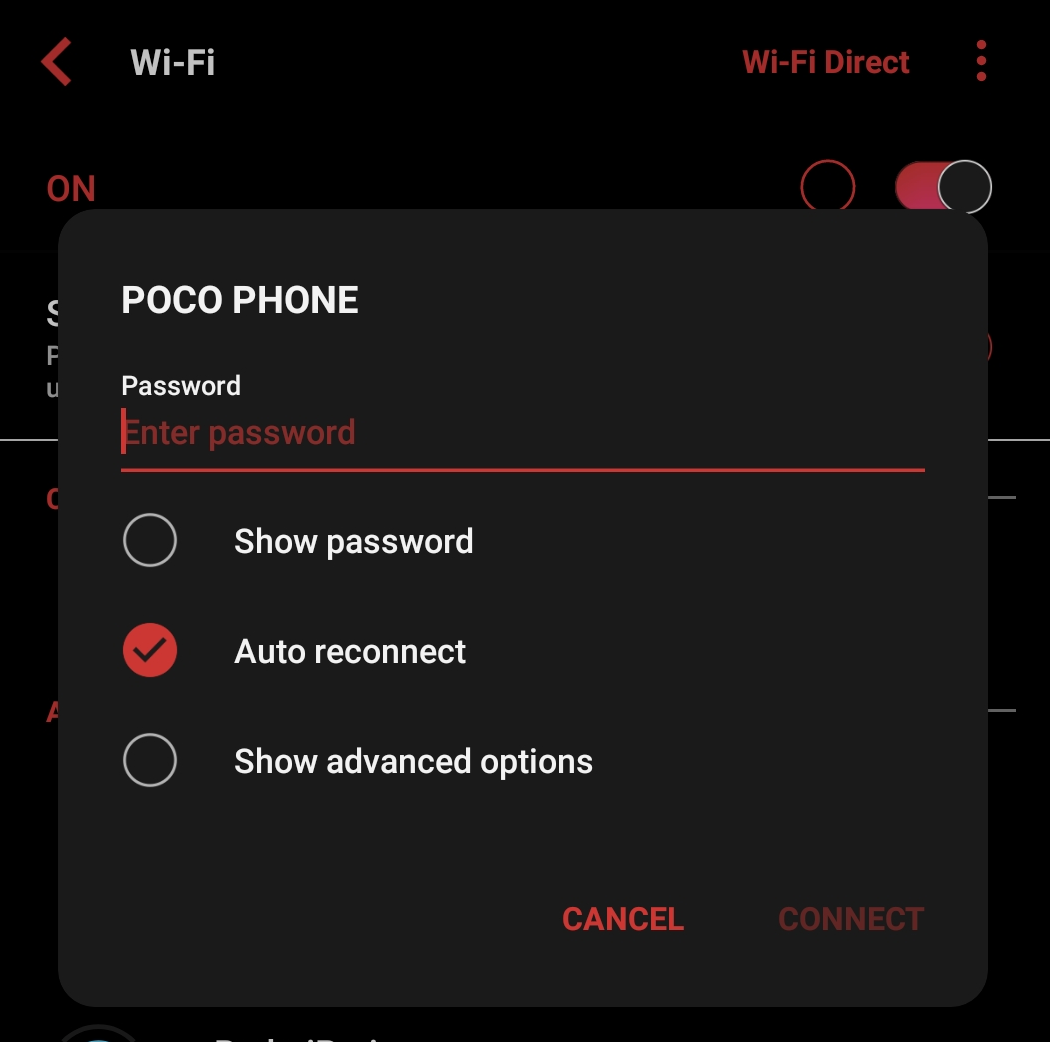 Wi-Fi
Wi-Fi Direct
ON
POCO PHONE
Password
Enter password
Show password
Auto reconnect
Show advanced options
CANCEL
CONNECT